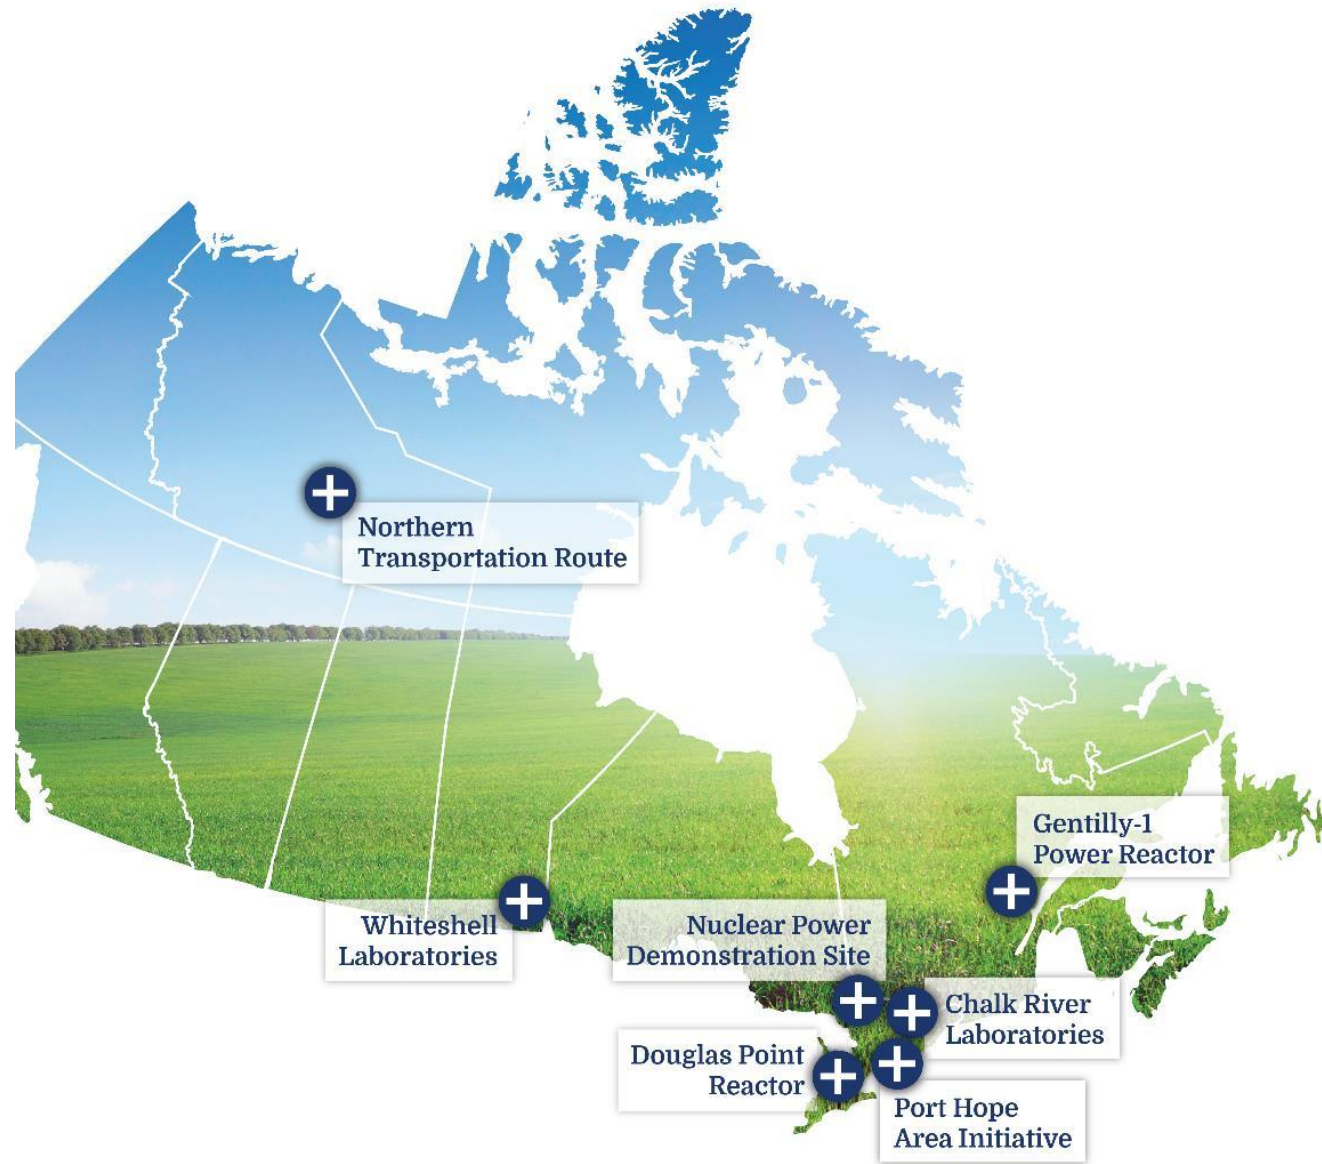 Northern
Transportation Route
Gentilly-1
Power Reactor
Whiteshell
Laboratories
Nuclear Power
Demonstration Site
Chalk River
Laboratories
Douglas Point
Reactor
Port Hope
Area Initiative